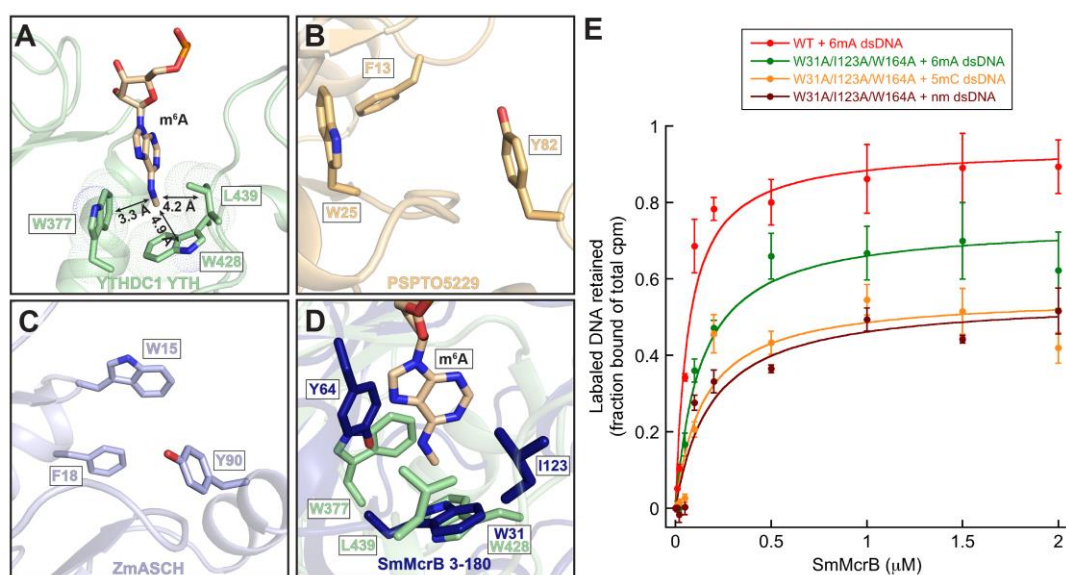 A
m⁶A
W377
3.3 Å
4.2 Å
4.9 Å
L439
W428
YTHDC1 YTH
B
F13
W25
Y82
PSPTO5229
C
W15
F18
Y90
ZmASCH
D
m⁶A
Y64
I123
W377
L439
W31
W428
SmMcrB 3-180
E
WT + 6mA dsDNA
W31A/I123A/W164A + 6mA dsDNA
W31A/I123A/W164A + 5mC dsDNA
W31A/I123A/W164A + nm dsDNA
Labaled DNA retained
(fraction bound of total cpm)
1
0.8
0.6
0.4
0.2
0
0
0.5
1
1.5
2
SmMcrB (μM)